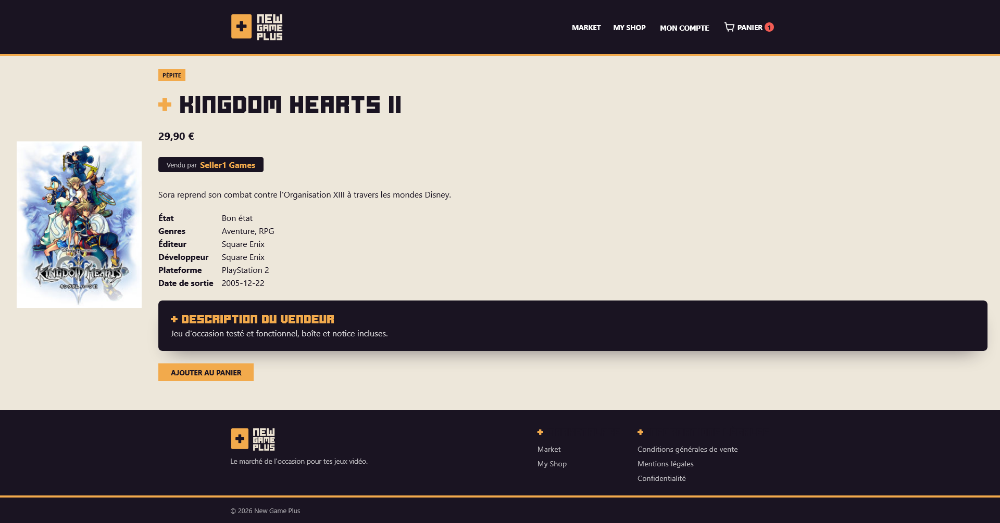 NEW
GAME
PLUS
MARKET
MY SHOP
MON COMPTE
PANIER 1
PÉPITE
KINGDOM HEARTS II
29,90 €
Vendu par Seller1 Games
Sora reprend son combat contre l'Organisation XIII à travers les mondes Disney.
État Bon état
Genres Aventure, RPG
Éditeur Square Enix
Développeur Square Enix
Plateforme PlayStation 2
Date de sortie 2005-12-22
KINGDOM HEARTS
キングダム ハーツ II
DESCRIPTION DU VENDEUR
Jeu d'occasion testé et fonctionnel, boîte et notice incluses.
AJOUTER AU PANIER
NEW
GAME
PLUS
Le marché de l'occasion pour tes jeux vidéo.
Market
My Shop
Conditions générales de vente
Mentions légales
Confidentialité
© 2026 New Game Plus